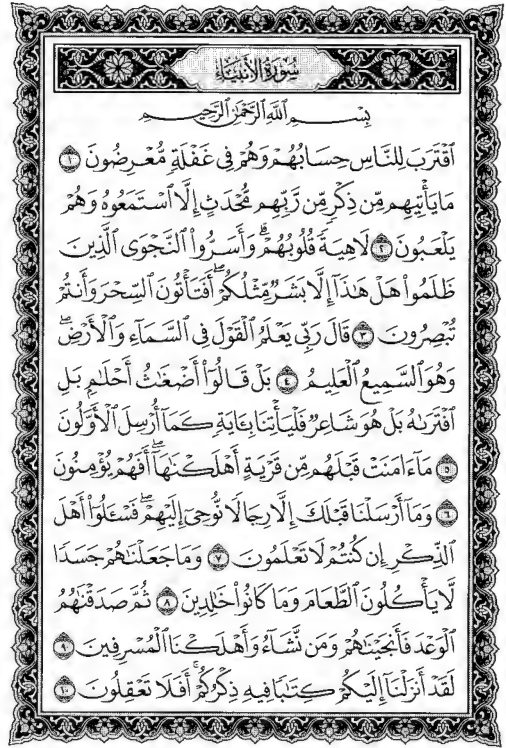 سُورَةُ الأَنبِيَاءِ
بِسْمِ ٱللَّهِ ٱلرَّحْمَٰنِ ٱلرَّحِيمِ
ٱقْتَرَبَ لِلنَّاسِ حِسَابُهُمْ وَهُمْ فِى غَفْلَةٍ مُّعْرِضُونَ ١
مَا يَأْتِيهِم مِّن ذِكْرٍ مِّن رَّبِّهِم مُّحْدَثٍ إِلَّا ٱسْتَمَعُوهُ وَهُمْ
يَلْعَبُونَ ٢ لَاهِيَةً قُلُوبُهُمْ ۗ وَأَسَرُّوا۟ ٱلنَّجْوَى ٱلَّذِينَ
ظَلَمُوا۟ هَلْ هَٰذَآ إِلَّا بَشَرٌ مِّثْلُكُمْ ۖ أَفَتَأْتُونَ ٱلسِّحْرَ وَأَنتُمْ
تُبْصِرُونَ ٣ قَالَ رَبِّى يَعْلَمُ ٱلْقَوْلَ فِى ٱلسَّمَآءِ وَٱلْأَرْضِ ۖ
وَهُوَ ٱلسَّمِيعُ ٱلْعَلِيمُ ٤ بَلْ قَالُوٓا۟ أَضْغَٰثُ أَحْلَٰمٍۭ بَلِ
ٱفْتَرَىٰهُ بَلْ هُوَ شَاعِرٌ فَلْيَأْتِنَا بِـَٔايَةٍ كَمَآ أُرْسِلَ ٱلْأَوَّلُونَ
٥ مَآ ءَامَنَتْ قَبْلَهُم مِّن قَرْيَةٍ أَهْلَكْنَٰهَآ ۖ أَفَهُمْ يُؤْمِنُونَ
٦ وَمَآ أَرْسَلْنَا قَبْلَكَ إِلَّا رِجَالًا نُّوحِىٓ إِلَيْهِمْ ۖ فَسْـَٔلُوٓا۟ أَهْلَ
ٱلذِّكْرِ إِن كُنتُمْ لَا تَعْلَمُونَ ٧ وَمَا جَعَلْنَٰهُمْ جَسَدًا
لَّا يَأْكُلُونَ ٱلطَّعَامَ وَمَا كَانُوا۟ خَٰلِدِينَ ٨ ثُمَّ صَدَقْنَٰهُمُ
ٱلْوَعْدَ فَأَنجَيْنَٰهُمْ وَمَن نَّشَآءُ وَأَهْلَكْنَا ٱلْمُسْرِفِينَ ٩
لَقَدْ أَنزَلْنَآ إِلَيْكُمْ كِتَٰبًا فِيهِ ذِكْرُكُمْ ۖ أَفَلَا تَعْقِلُونَ ١٠